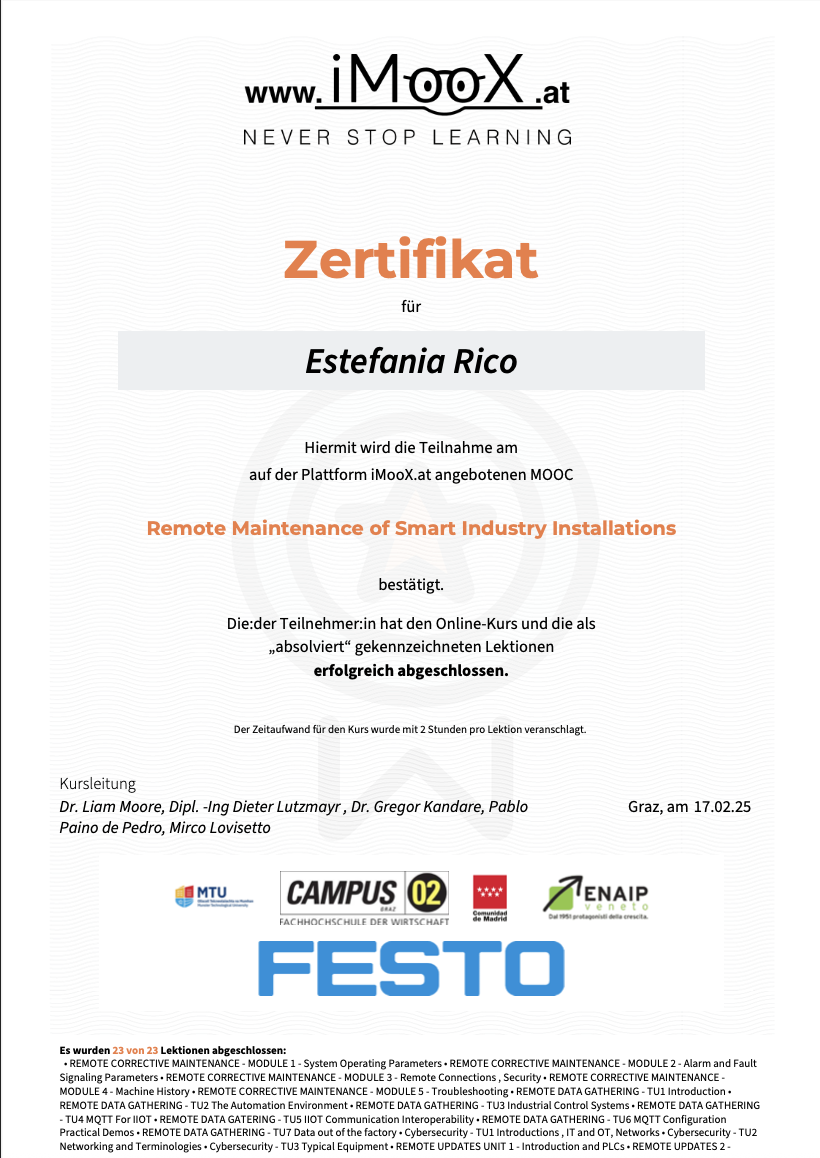 www.iMooX.at
NEVER STOP LEARNING
Zertifikat
für
Estefania Rico
Hiermit wird die Teilnahme am
auf der Plattform iMooX.at angebotenen MOOC
Remote Maintenance of Smart Industry Installations
bestätigt.
Die:der Teilnehmer:in hat den Online-Kurs und die als
„absolviert“ gekennzeichneten Lektionen
erfolgreich abgeschlossen.
Der Zeitaufwand für den Kurs wurde mit 2 Stunden pro Lektion veranschlagt.
Kursleitung
Dr. Liam Moore, Dipl. -Ing Dieter Lutzmayr , Dr. Gregor Kandare, Pablo
Paino de Pedro, Mirco Lovisetto
Graz, am 17.02.25
MTU
CAMPUS 02
GRAZ
FACHHOCHSCHULE DER WIRTSCHAFT
Comunidad
de Madrid
ENAIP
veneto
Dal 1951 protagonisti della crescita.
FESTO
Es wurden 23 von 23 Lektionen abgeschlossen:
• REMOTE CORRECTIVE MAINTENANCE - MODULE 1 - System Operating Parameters • REMOTE CORRECTIVE MAINTENANCE - MODULE 2 - Alarm and Fault
Signaling Parameters • REMOTE CORRECTIVE MAINTENANCE - MODULE 3 - Remote Connections , Security • REMOTE CORRECTIVE MAINTENANCE -
MODULE 4 - Machine History • REMOTE CORRECTIVE MAINTENANCE - MODULE 5 - Troubleshooting • REMOTE DATA GATHERING - TU1 Introduction •
REMOTE DATA GATHERING - TU2 The Automation Environment • REMOTE DATA GATHERING - TU3 Industrial Control Systems • REMOTE DATA GATHERING
- TU4 MQTT For IIOT • REMOTE DATA GATERING - TU5 IIOT Communication Interoperability • REMOTE DATA GATHERING - TU6 MQTT Configuration
Practical Demos • REMOTE DATA GATHERING - TU7 Data out of the factory • Cybersecurity - TU1 Introductions , IT and OT, Networks • Cybersecurity - TU2
Networking and Terminologies • Cybersecurity - TU3 Typical Equipment • REMOTE UPDATES UNIT 1 - Introduction and PLCs • REMOTE UPDATES 2 -